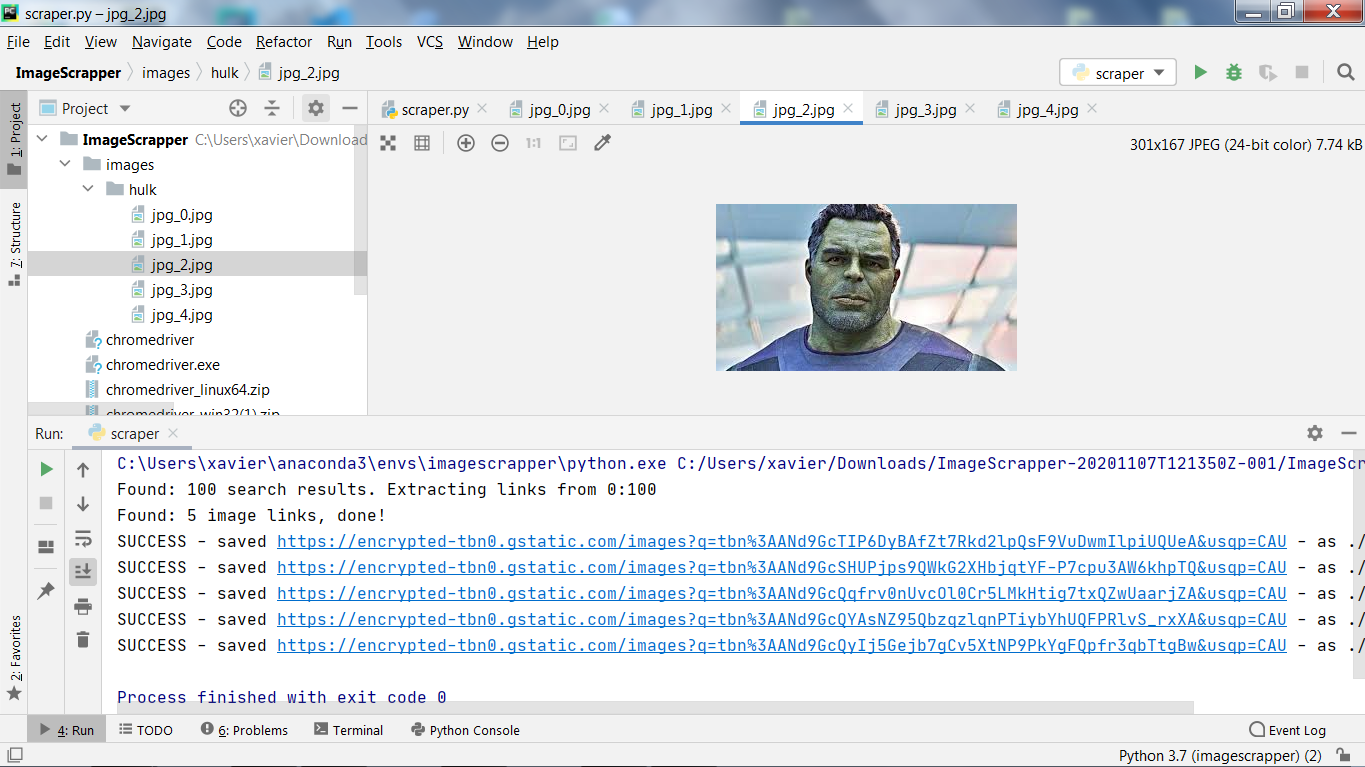 scraper.py – jpg_2.jpg
File Edit View Navigate Code Refactor Run Tools VCS Window Help
ImageScrapper images hulk jpg_2.jpg scraper
1: Project
Project
scraper.py jpg_0.jpg jpg_1.jpg jpg_2.jpg jpg_3.jpg jpg_4.jpg
1:1 301x167 JPEG (24-bit color) 7.74 kB
ImageScrapper C:\Users\xavier\Download
images
hulk
jpg_0.jpg
jpg_1.jpg
jpg_2.jpg
jpg_3.jpg
jpg_4.jpg
chromedriver
chromedriver.exe
chromedriver_linux64.zip
chromedriver_win32(1).zip
7: Structure
2: Favorites
Run: scraper
C:\Users\xavier\anaconda3\envs\imagescrapper\python.exe C:/Users/xavier/Downloads/ImageScrapper-20201107T121350Z-001/ImageScr
Found: 100 search results. Extracting links from 0:100
Found: 5 image links, done!
SUCCESS - saved https://encrypted-tbn0.gstatic.com/images?q=tbn%3AANd9GcTIP6DyBAfZt7Rkd2lpQsF9VuDwmIlpiUQUeA&usqp=CAU - as ./
SUCCESS - saved https://encrypted-tbn0.gstatic.com/images?q=tbn%3AANd9GcSHUPjps9QWkG2XHbjqtYF-P7cpu3AW6khpTQ&usqp=CAU - as ./
SUCCESS - saved https://encrypted-tbn0.gstatic.com/images?q=tbn%3AANd9GcQqfrv0nUvcOl0Cr5LMkHtig7txQZwUaarjZA&usqp=CAU - as ./
SUCCESS - saved https://encrypted-tbn0.gstatic.com/images?q=tbn%3AANd9GcQYAsNZ95QbzqzlqnPTiybYhUQFPRlvS_rxXA&usqp=CAU - as ./
SUCCESS - saved https://encrypted-tbn0.gstatic.com/images?q=tbn%3AANd9GcQyIj5Gejb7gCv5XtNP9PkYgFQpfr3qbTtgBw&usqp=CAU - as ./
Process finished with exit code 0
4: Run TODO 6: Problems Terminal Python Console Event Log
Python 3.7 (imagescrapper) (2)